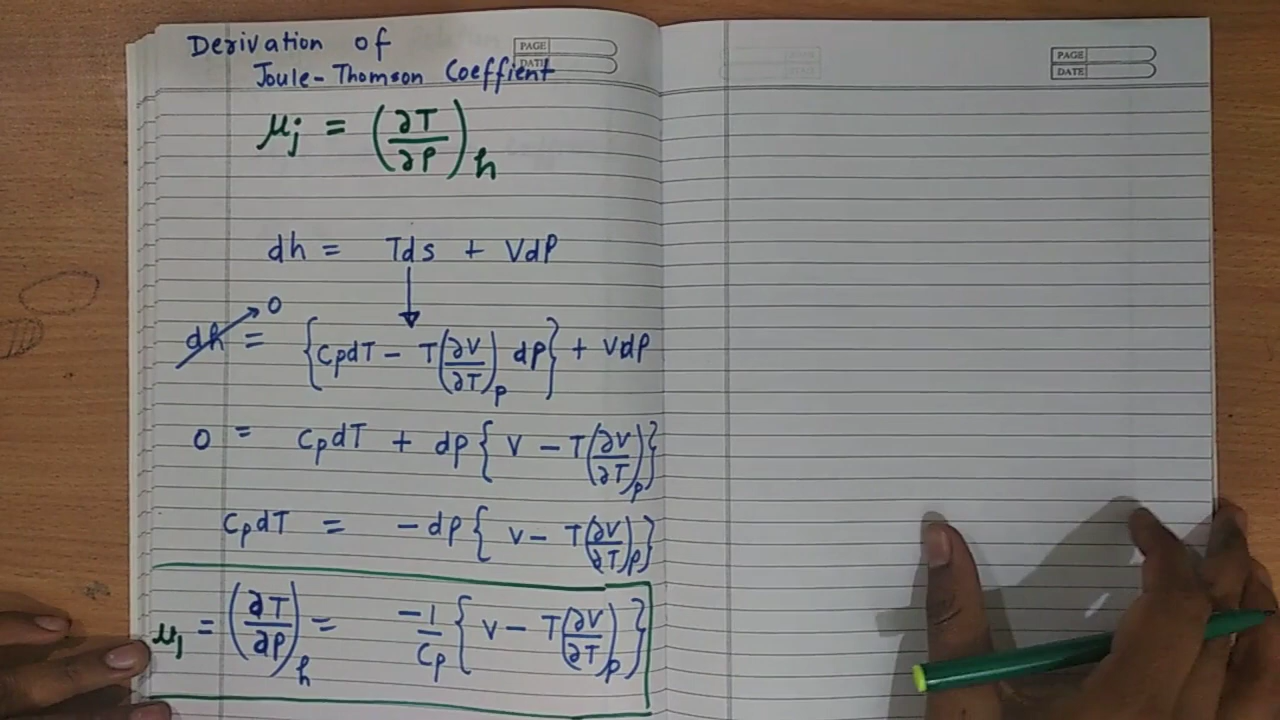 Derivation of
PAGE
Joule-Thomson Coeffient
DATE
μj = (∂T/∂P)h
dh = Tds + VdP
0
dh = {CpdT - T(∂V/∂T)p dp} + Vdp
0 = CpdT + dp{V - T(∂V/∂T)p}
CpdT = -dp{V - T(∂V/∂T)p}
μj = (∂T/∂P)h = -1/Cp {V - T(∂V/∂T)p}
PAGE
DATE